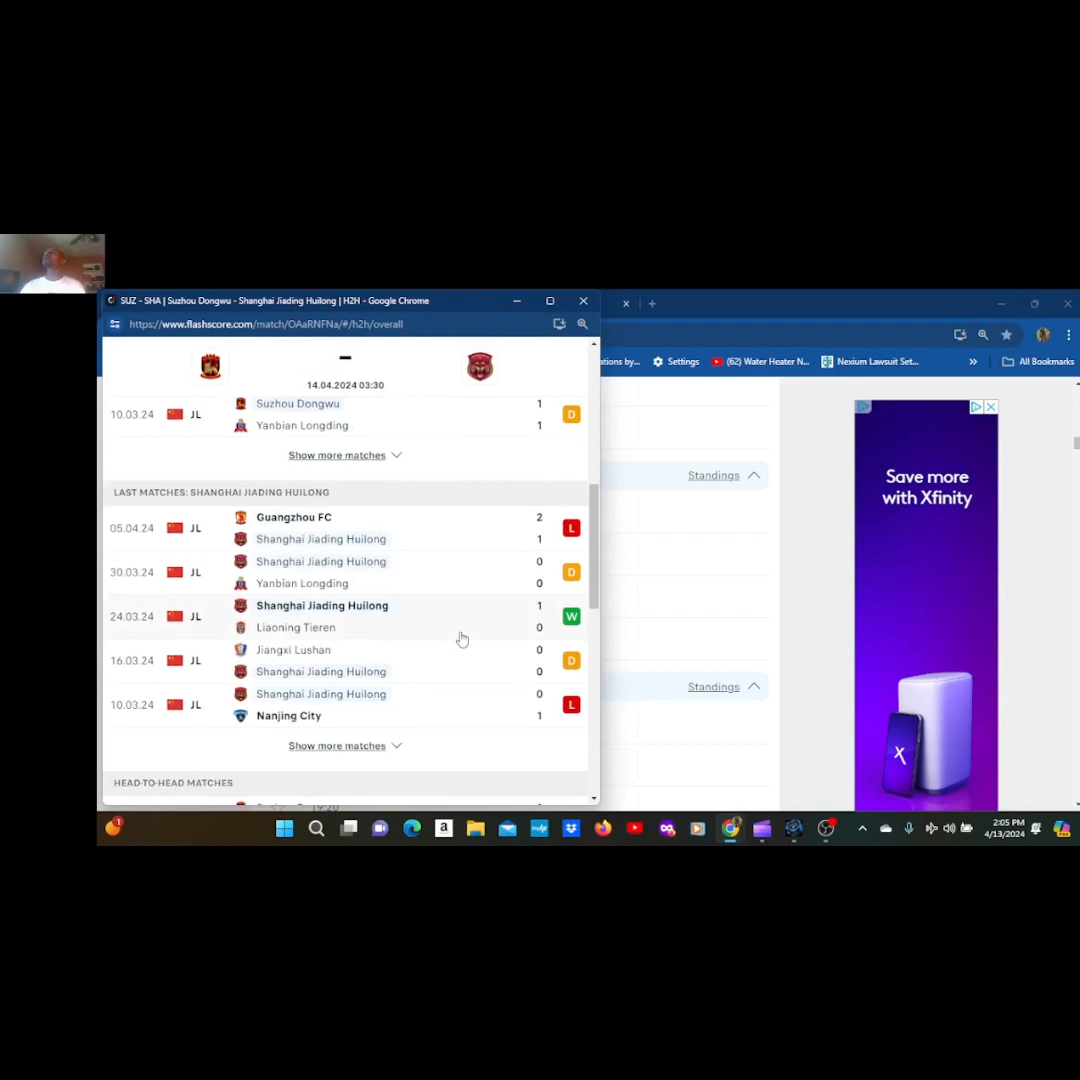 SUZ - SHA | Suzhou Dongwu - Shanghai Jiading Huilong | H2H - Google Chrome
https://www.flashscore.com/match/OAaRNFNa/#/h2h/overall
ations by...
Settings
(62) Water Heater N...
Nexium Lawsuit Set...
»
All Bookmarks
-
14.04.2024 03:30
10.03.24 JL Suzhou Dongwu 1 D
Yanbian Longding 1
Show more matches
LAST MATCHES: SHANGHAI JIADING HUILONG
05.04.24 JL Guangzhou FC 2 L
Shanghai Jiading Huilong 1
30.03.24 JL Shanghai Jiading Huilong 0 D
Yanbian Longding 0
24.03.24 JL Shanghai Jiading Huilong 1 W
Liaoning Tieren 0
16.03.24 JL Jiangxi Lushan 0 D
Shanghai Jiading Huilong 0
10.03.24 JL Shanghai Jiading Huilong 0 L
Nanjing City 1
Show more matches
HEAD-TO-HEAD MATCHES
Standings
Standings
Save more
with Xfinity
X
1
a
2:05 PM
4/13/2024